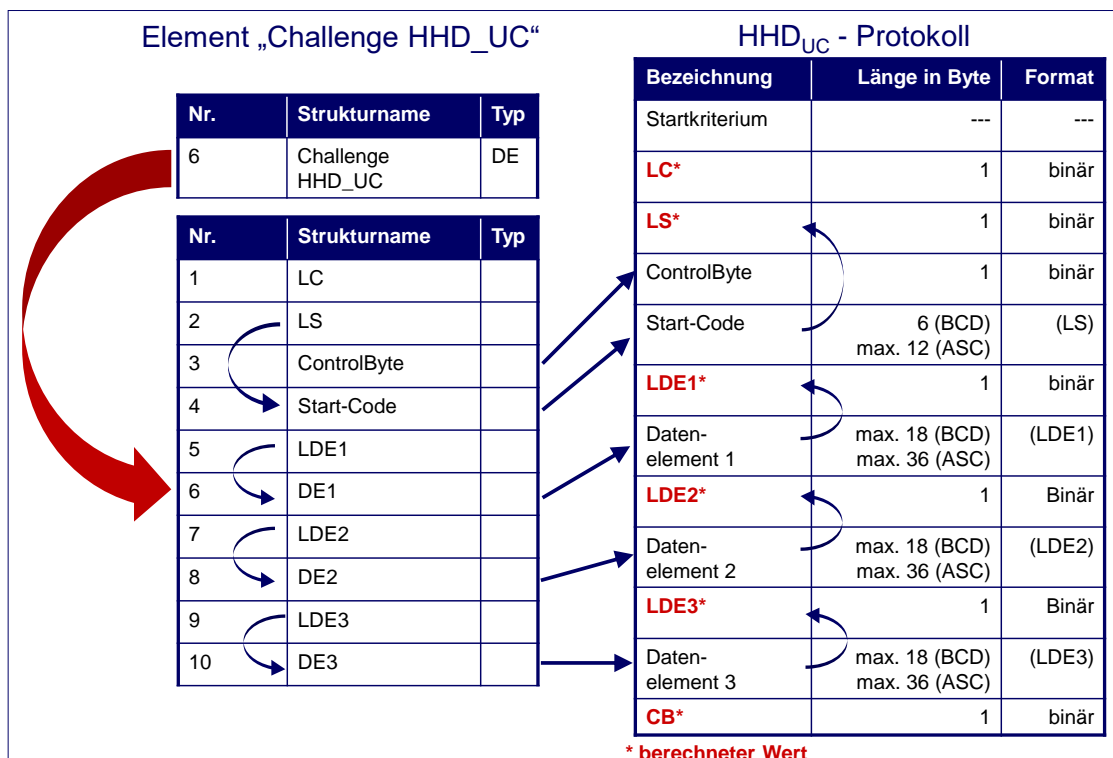 Element „Challenge HHD_UC“
Nr. Strukturname Typ
6 Challenge DE
HHD_UC
Nr. Strukturname Typ
1 LC
2 LS
3 ControlByte
4 Start-Code
5 LDE1
6 DE1
7 LDE2
8 DE2
9 LDE3
10 DE3
HHDUC - Protokoll
Bezeichnung Länge in Byte Format
Startkriterium --- ---
LC* 1 binär
LS* 1 binär
ControlByte 1 binär
Start-Code 6 (BCD) (LS)
max. 12 (ASC)
LDE1* 1 binär
Daten- max. 18 (BCD) (LDE1)
element 1 max. 36 (ASC)
LDE2* 1 Binär
Daten- max. 18 (BCD) (LDE2)
element 2 max. 36 (ASC)
LDE3* 1 Binär
Daten- max. 18 (BCD) (LDE3)
element 3 max. 36 (ASC)
CB* 1 binär
* berechneter Wert